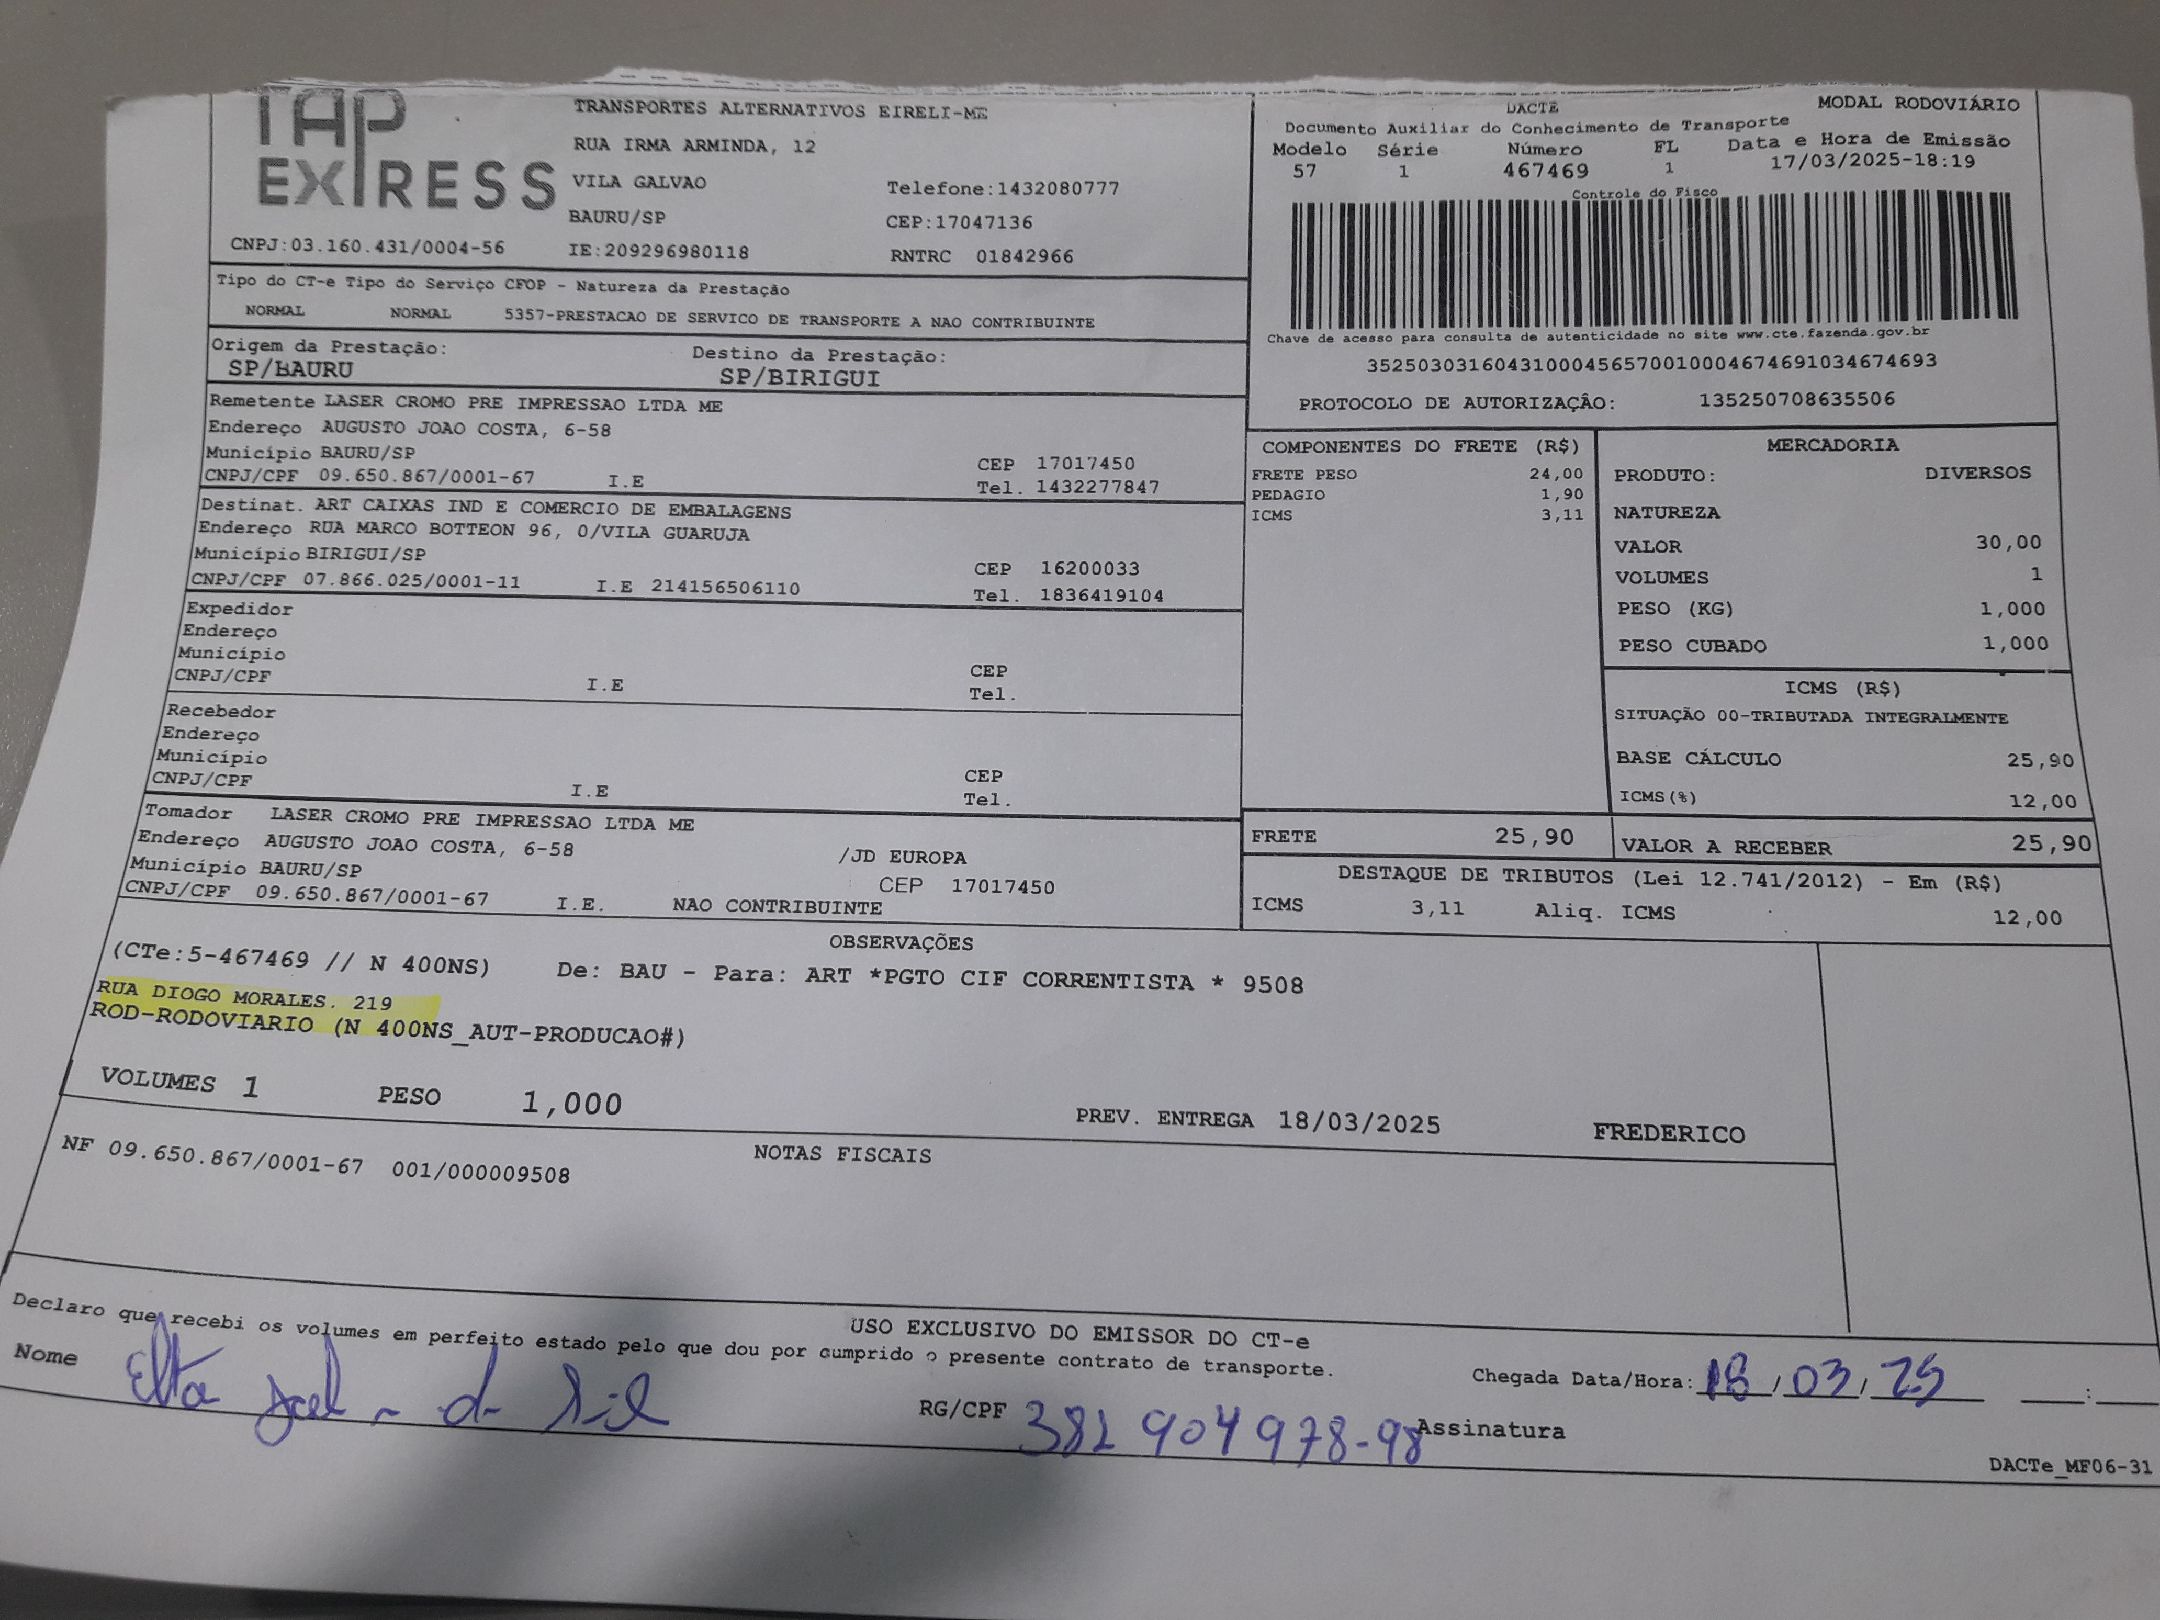 TAP EXPRESS
TRANSPORTES ALTERNATIVOS EIRELI-ME
RUA IRMA ARMINDA, 12
VILA GALVAO Telefone:1432080777
BAURU/SP CEP:17047136
CNPJ:03.160.431/0004-56 IE:209296980118 RNTRC 01842966
DACTE MODAL RODOVIÁRIO
Documento Auxiliar do Conhecimento de Transporte
Modelo Série Número FL Data e Hora de Emissão
57 1 467469 1 17/03/2025-18:19
Controle do Fisco
Chave de acesso para consulta de autenticidade no site www.cte.fazenda.gov.br
35250303160431000456570010004674691034674693
PROTOCOLO DE AUTORIZAÇÃO: 135250708635506
Tipo do CT-e Tipo do Serviço CFOP - Natureza da Prestação
NORMAL NORMAL 5357-PRESTACAO DE SERVICO DE TRANSPORTE A NAO CONTRIBUINTE
Origem da Prestação: Destino da Prestação:
SP/BAURU SP/BIRIGUI
Remetente LASER CROMO PRE IMPRESSAO LTDA ME
Endereço AUGUSTO JOAO COSTA, 6-58
Município BAURU/SP CEP 17017450
CNPJ/CPF 09.650.867/0001-67 I.E Tel. 1432277847
Destinat. ART CAIXAS IND E COMERCIO DE EMBALAGENS
Endereço RUA MARCO BOTTEON 96, 0/VILA GUARUJA
Município BIRIGUI/SP CEP 16200033
CNPJ/CPF 07.866.025/0001-11 I.E 214156506110 Tel. 1836419104
Expedidor
Endereço
Município CEP
CNPJ/CPF I.E Tel.
Recebedor
Endereço
Município CEP
CNPJ/CPF I.E Tel.
Tomador LASER CROMO PRE IMPRESSAO LTDA ME
Endereço AUGUSTO JOAO COSTA, 6-58 /JD EUROPA
Município BAURU/SP CEP 17017450
CNPJ/CPF 09.650.867/0001-67 I.E. NAO CONTRIBUINTE
COMPONENTES DO FRETE (R$)
FRETE PESO 24,00
PEDAGIO 1,90
ICMS 3,11
MERCADORIA
PRODUTO: DIVERSOS
NATUREZA
VALOR 30,00
VOLUMES 1
PESO (KG) 1,000
PESO CUBADO 1,000
ICMS (R$)
SITUAÇÃO 00-TRIBUTADA INTEGRALMENTE
BASE CÁLCULO 25,90
ICMS(%) 12,00
FRETE 25,90 VALOR A RECEBER 25,90
DESTAQUE DE TRIBUTOS (Lei 12.741/2012) - Em (R$)
ICMS 3,11 Aliq. ICMS 12,00
OBSERVAÇÕES
(CTe:5-467469 // N 400NS) De: BAU - Para: ART *PGTO CIF CORRENTISTA * 9508
RUA DIOGO MORALES. 219
ROD-RODOVIARIO (N 400NS_AUT-PRODUCAO#)
VOLUMES 1 PESO 1,000 PREV. ENTREGA 18/03/2025 FREDERICO
NOTAS FISCAIS
NF 09.650.867/0001-67 001/000009508
USO EXCLUSIVO DO EMISSOR DO CT-e
Declaro que recebi os volumes em perfeito estado pelo que dou por cumprido o presente contrato de transporte.
Nome RG/CPF 381 904 978-98 Assinatura
Chegada Data/Hora: 18/03/25 :
DACTe_MF06-31